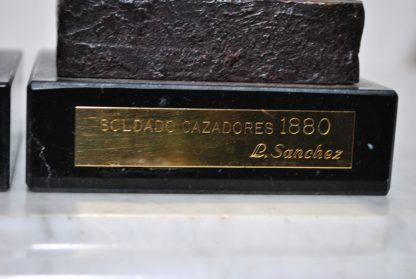 SOLDADO CAZADORES 1880
L. Sanchez